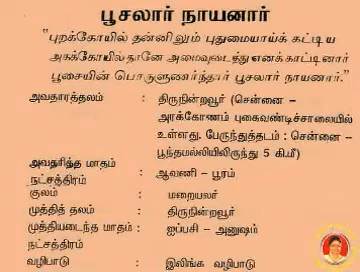 பூசலார் நாயனார்
"புறக்கோயில் தன்னிலும் புதுமையாய்க் கட்டிய
அகக்கோயில்தானே அமைவுடைத்து எனக் காட்டினார்
பூசையின் பொருளுணர்ந்தார் பூசலார் நாயனார்."
அவதாரத்தலம் : திருநின்றவூர் (சென்னை –
அரக்கோணம் புகைவண்டிச்சாலையில்
உள்ளது. பேருந்துத்தடம் : சென்னை –
பூந்தமல்லியிலிருந்து 5 கி.மீ)
அவதரித்த மாதம்
நட்சத்திரம் : ஆவணி – பூரம்
குலம் : மறையலர்
முத்தித் தலம் : திருநின்றவூர்
முத்தியடைந்த மாதம் : ஐப்பசி – அனுஷம்
நட்சத்திரம்
வழிபாடு : இலிங்க வழிபாடு